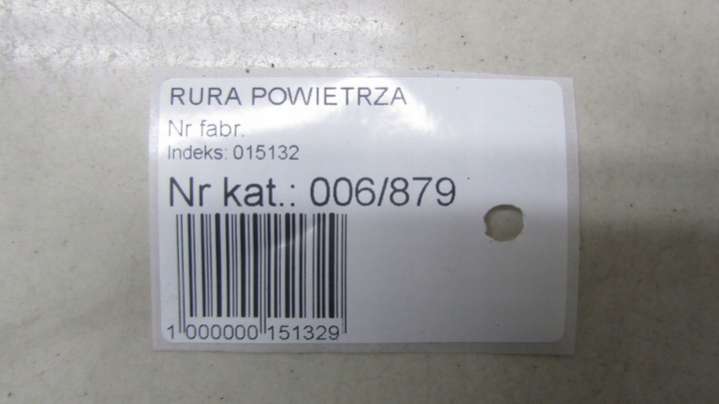 RURA POWIETRZA
Nr fabr.
Indeks: 015132
Nr kat.: 006/879
1 000000 151329